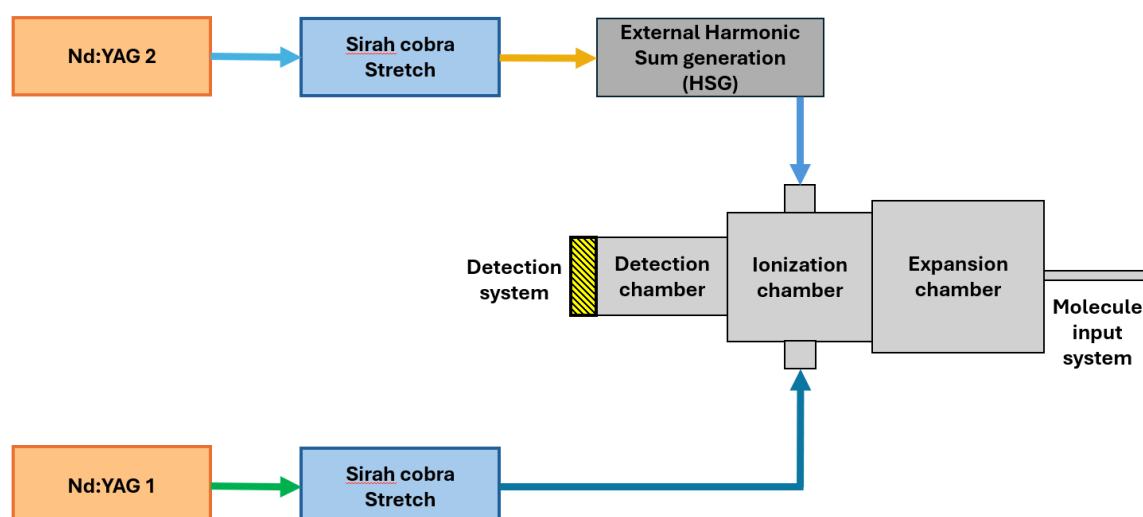 Nd:YAG 2
Sirah cobra
Stretch
External Harmonic
Sum generation
(HSG)
Detection
system
Detection
chamber
Ionization
chamber
Expansion
chamber
Molecule
input
system
Nd:YAG 1
Sirah cobra
Stretch